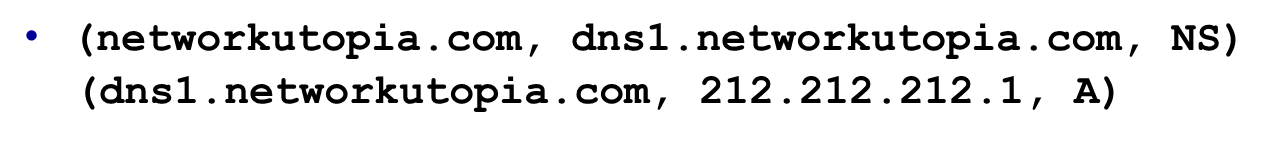 • (networkutopia.com, dns1.networkutopia.com, NS)
(dns1.networkutopia.com, 212.212.212.1, A)